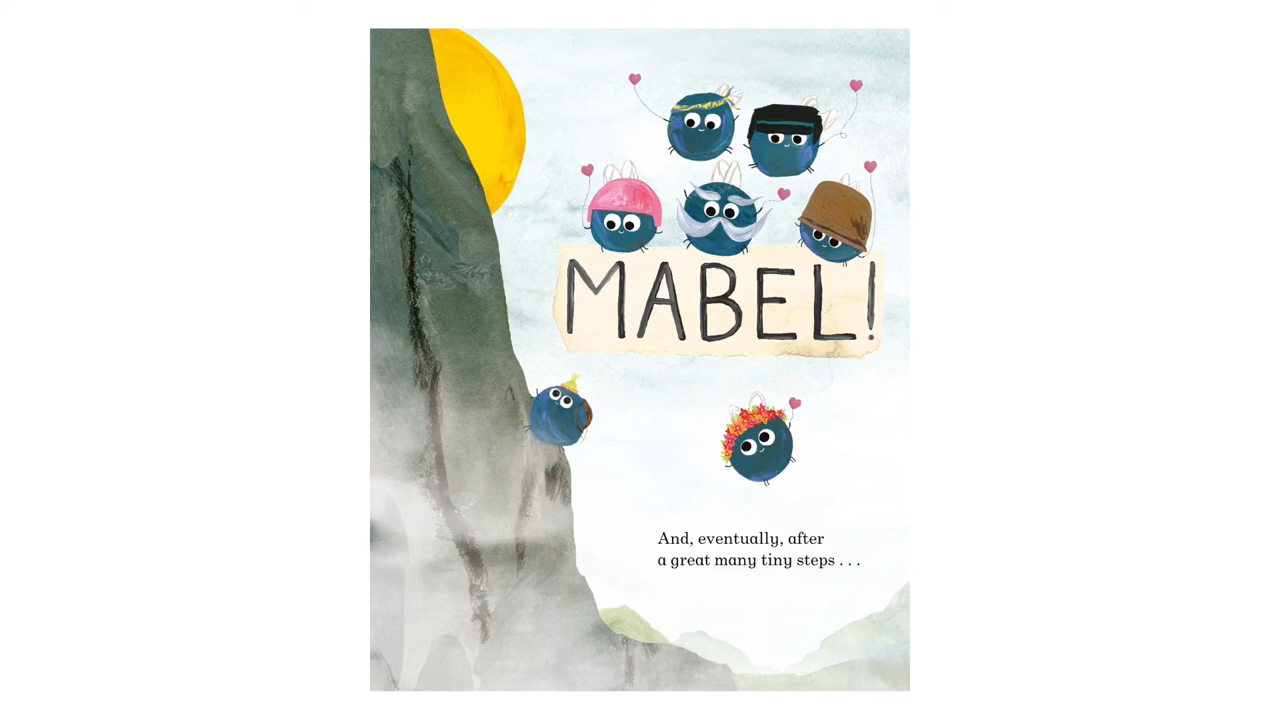 MABEL!
And, eventually, after
a great many tiny steps . . .